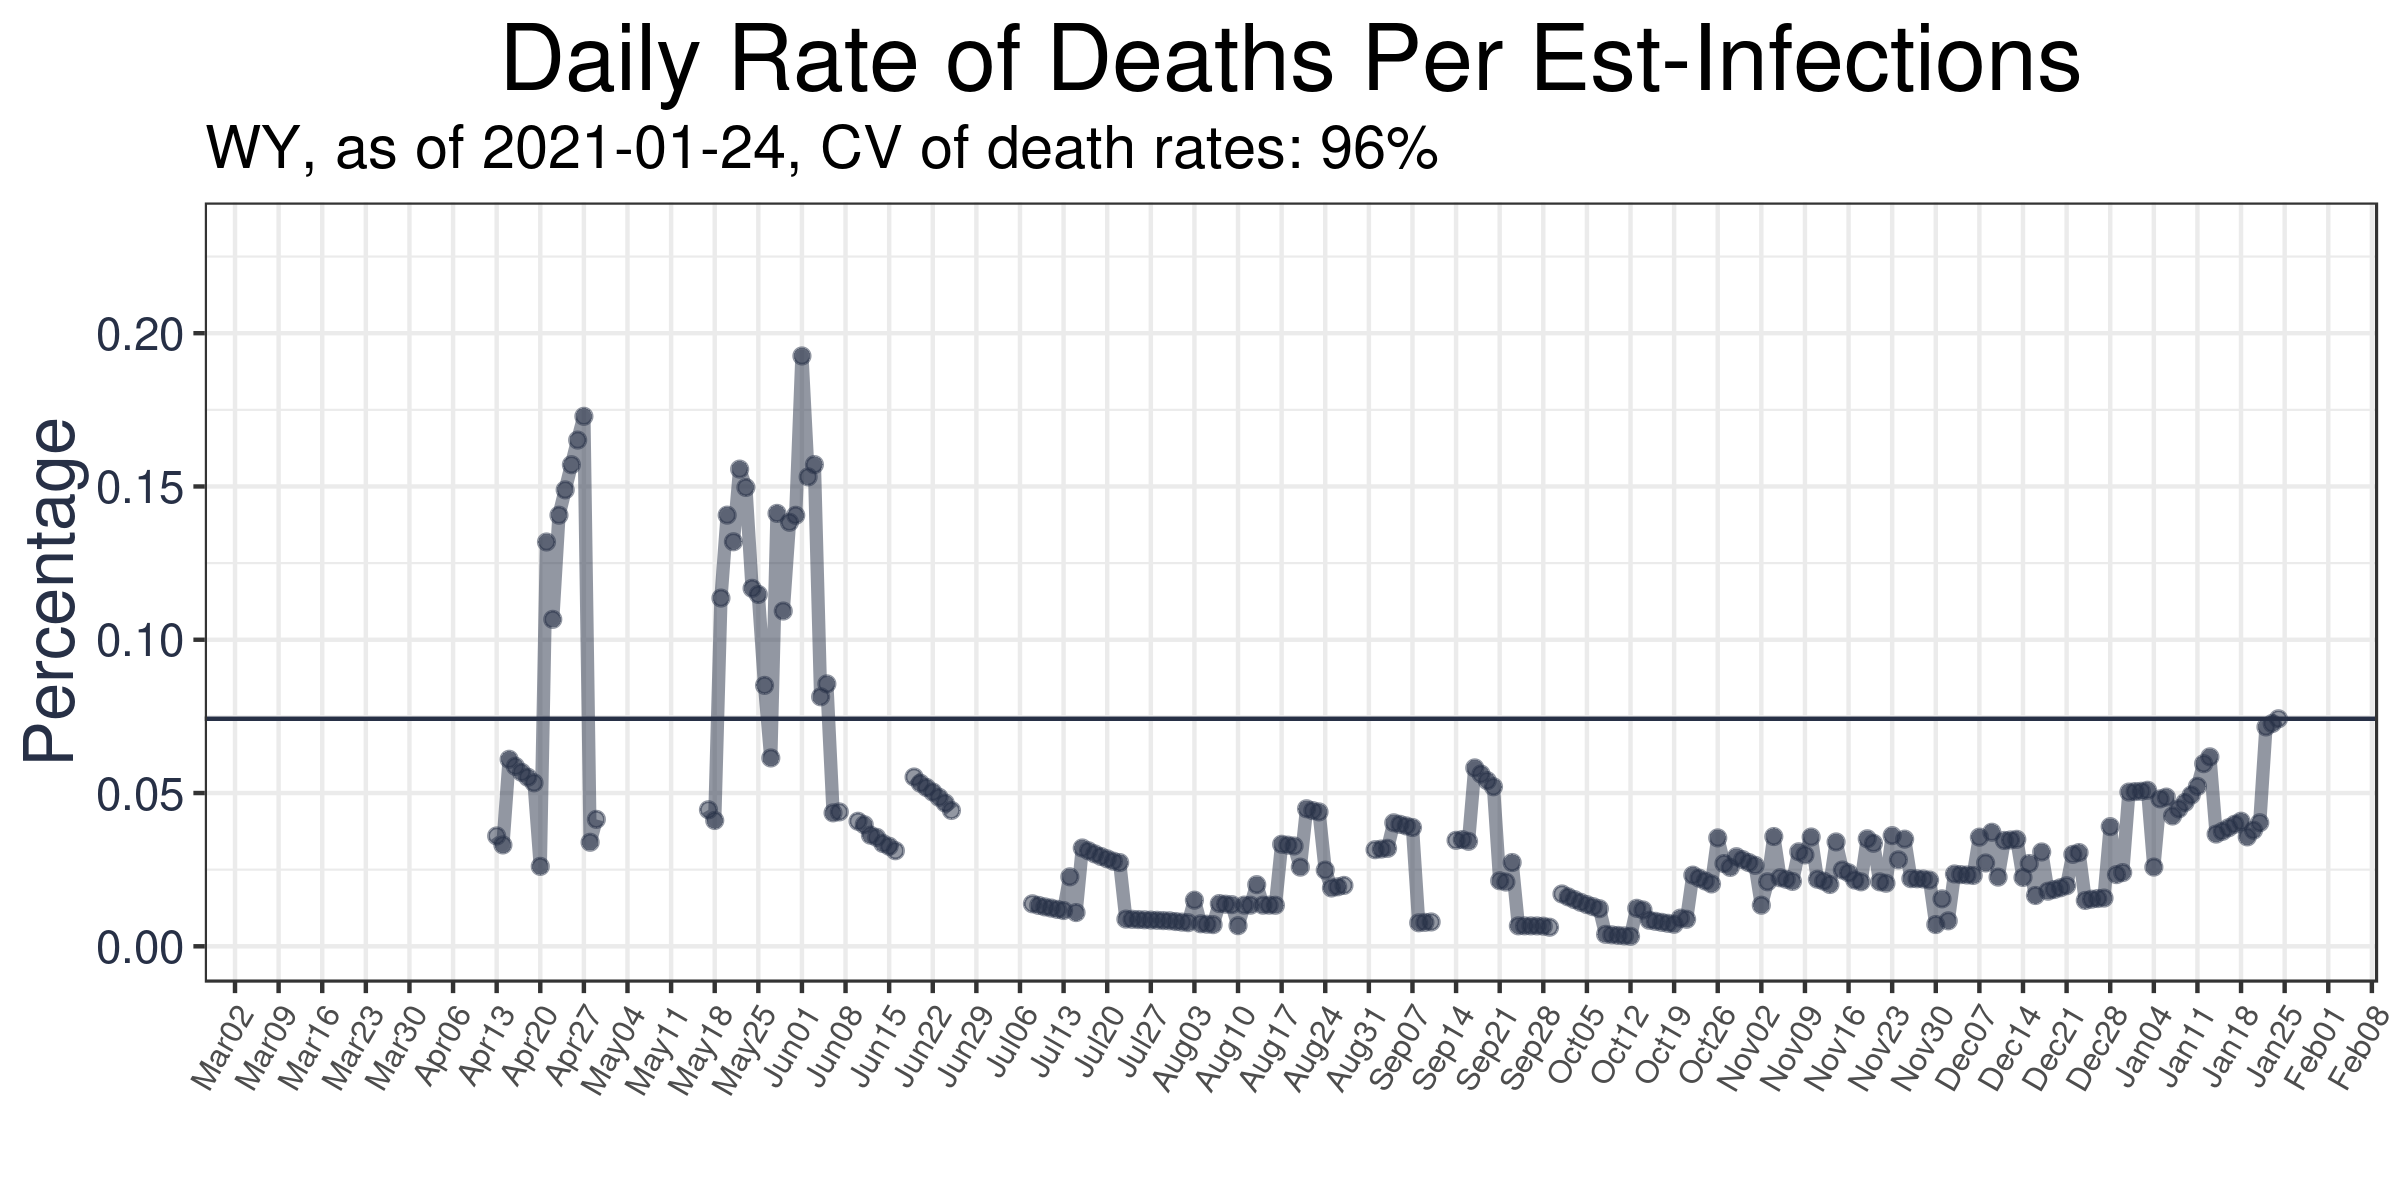 Daily Rate of Deaths Per Est-Infections
WY, as of 2021-01-24, CV of death rates: 96%
Percentage
0.20
0.15
0.10
0.05
0.00
Mar02
Mar09
Mar16
Mar23
Mar30
Apr06
Apr13
Apr20
Apr27
May04
May11
May18
May25
Jun01
Jun08
Jun15
Jun22
Jun29
Jul06
Jul13
Jul20
Jul27
Aug03
Aug10
Aug17
Aug24
Aug31
Sep07
Sep14
Sep21
Sep28
Oct05
Oct12
Oct19
Oct26
Nov02
Nov09
Nov16
Nov23
Nov30
Dec07
Dec14
Dec21
Dec28
Jan04
Jan11
Jan18
Jan25
Feb01
Feb08